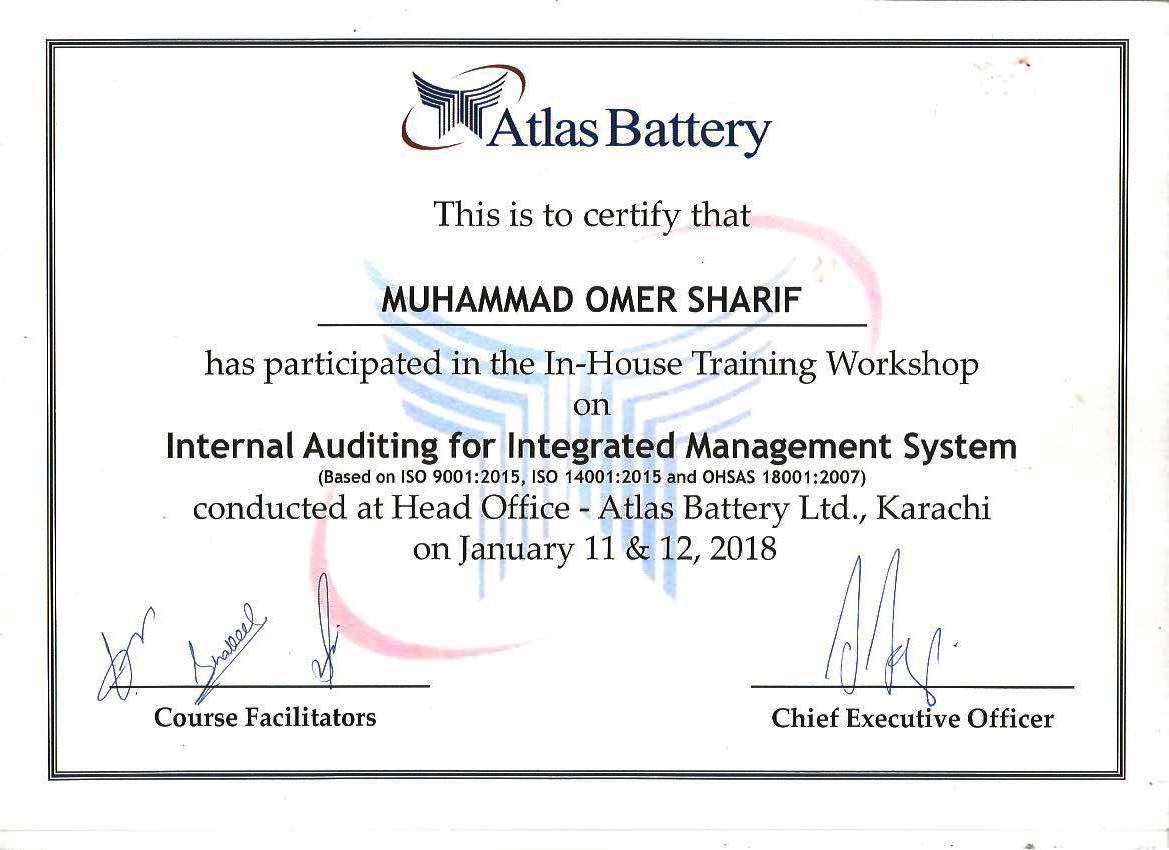 Atlas Battery
This is to certify that
MUHAMMAD OMER SHARIF
has participated in the In-House Training Workshop
on
Internal Auditing for Integrated Management System
(Based on ISO 9001:2015, ISO 14001:2015 and OHSAS 18001:2007)
conducted at Head Office - Atlas Battery Ltd., Karachi
on January 11 & 12, 2018
Shakeel
Course Facilitators
Chief Executive Officer